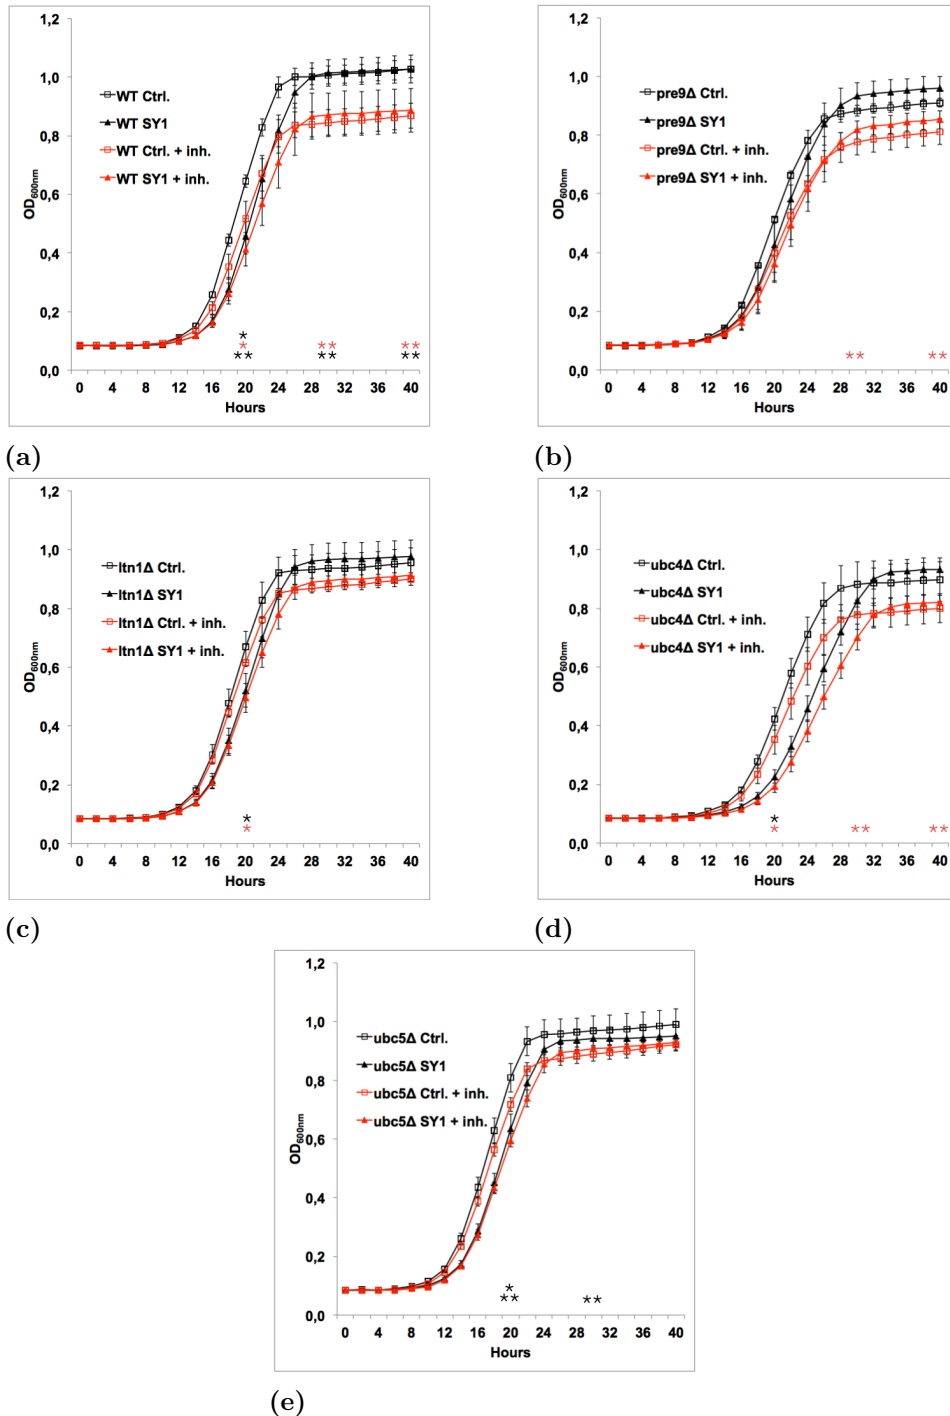 1,2
1,0
0,8
0,6
0,4
0,2
0,0
OD600nm
WT Ctrl.
WT SY1
WT Ctrl. + inh.
WT SY1 + inh.
*
*
** ** **
** **
0 4 8 12 16 20 24 28 32 36 40
Hours
(a)
1,2
1,0
0,8
0,6
0,4
0,2
0,0
OD600nm
pre9Δ Ctrl.
pre9Δ SY1
pre9Δ Ctrl. + inh.
pre9Δ SY1 + inh.
** **
0 4 8 12 16 20 24 28 32 36 40
Hours
(b)
1,2
1,0
0,8
0,6
0,4
0,2
0,0
OD600nm
ltn1Δ Ctrl.
ltn1Δ SY1
ltn1Δ Ctrl. + inh.
ltn1Δ SY1 + inh.
*
*
0 4 8 12 16 20 24 28 32 36 40
Hours
(c)
1,2
1,0
0,8
0,6
0,4
0,2
0,0
OD600nm
ubc4Δ Ctrl.
ubc4Δ SY1
ubc4Δ Ctrl. + inh.
ubc4Δ SY1 + inh.
*
* ** **
0 4 8 12 16 20 24 28 32 36 40
Hours
(d)
1,2
1,0
0,8
0,6
0,4
0,2
0,0
OD600nm
ubc5Δ Ctrl.
ubc5Δ SY1
ubc5Δ Ctrl. + inh.
ubc5Δ SY1 + inh.
*
** **
0 4 8 12 16 20 24 28 32 36 40
Hours
(e)